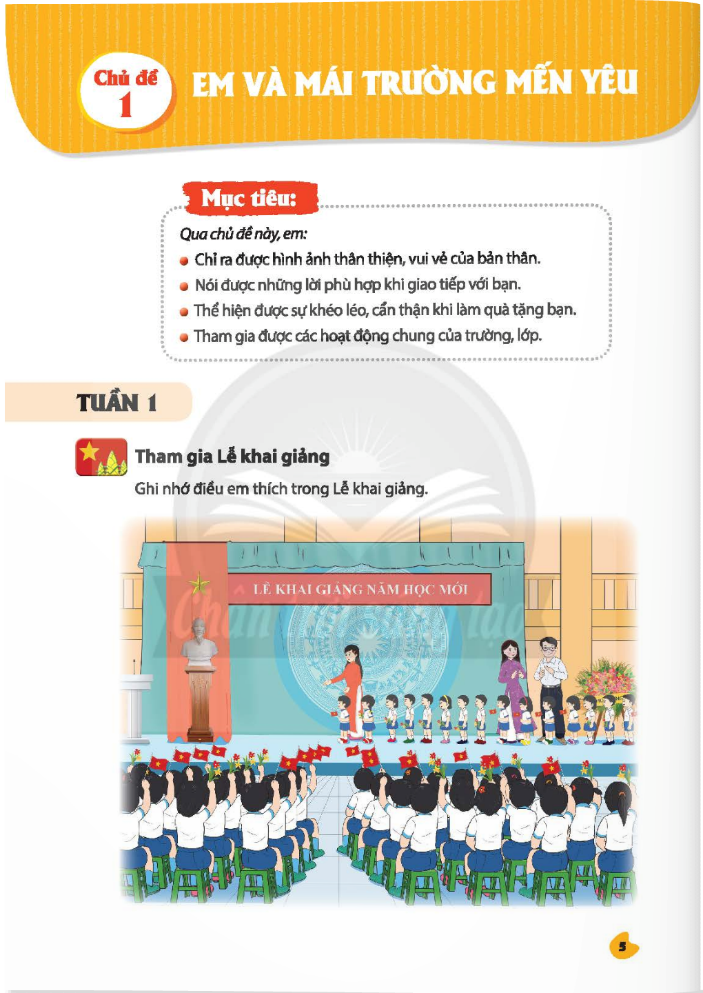 Chủ đề
1
EM VÀ MÁI TRƯỜNG MẾN YÊU
Mục tiêu:
Qua chủ đề này, em:
Chỉ ra được hình ảnh thân thiện, vui vẻ của bản thân.
Nói được những lời phù hợp khi giao tiếp với bạn.
Thể hiện được sự khéo léo, cẩn thận khi làm quà tặng bạn.
Tham gia được các hoạt động chung của trường, lớp.
TUẦN 1
Tham gia Lễ khai giảng
Ghi nhớ điều em thích trong Lễ khai giảng.
LỄ KHAI GIẢNG NĂM HỌC MỚI
Chân trời sáng tạo
5